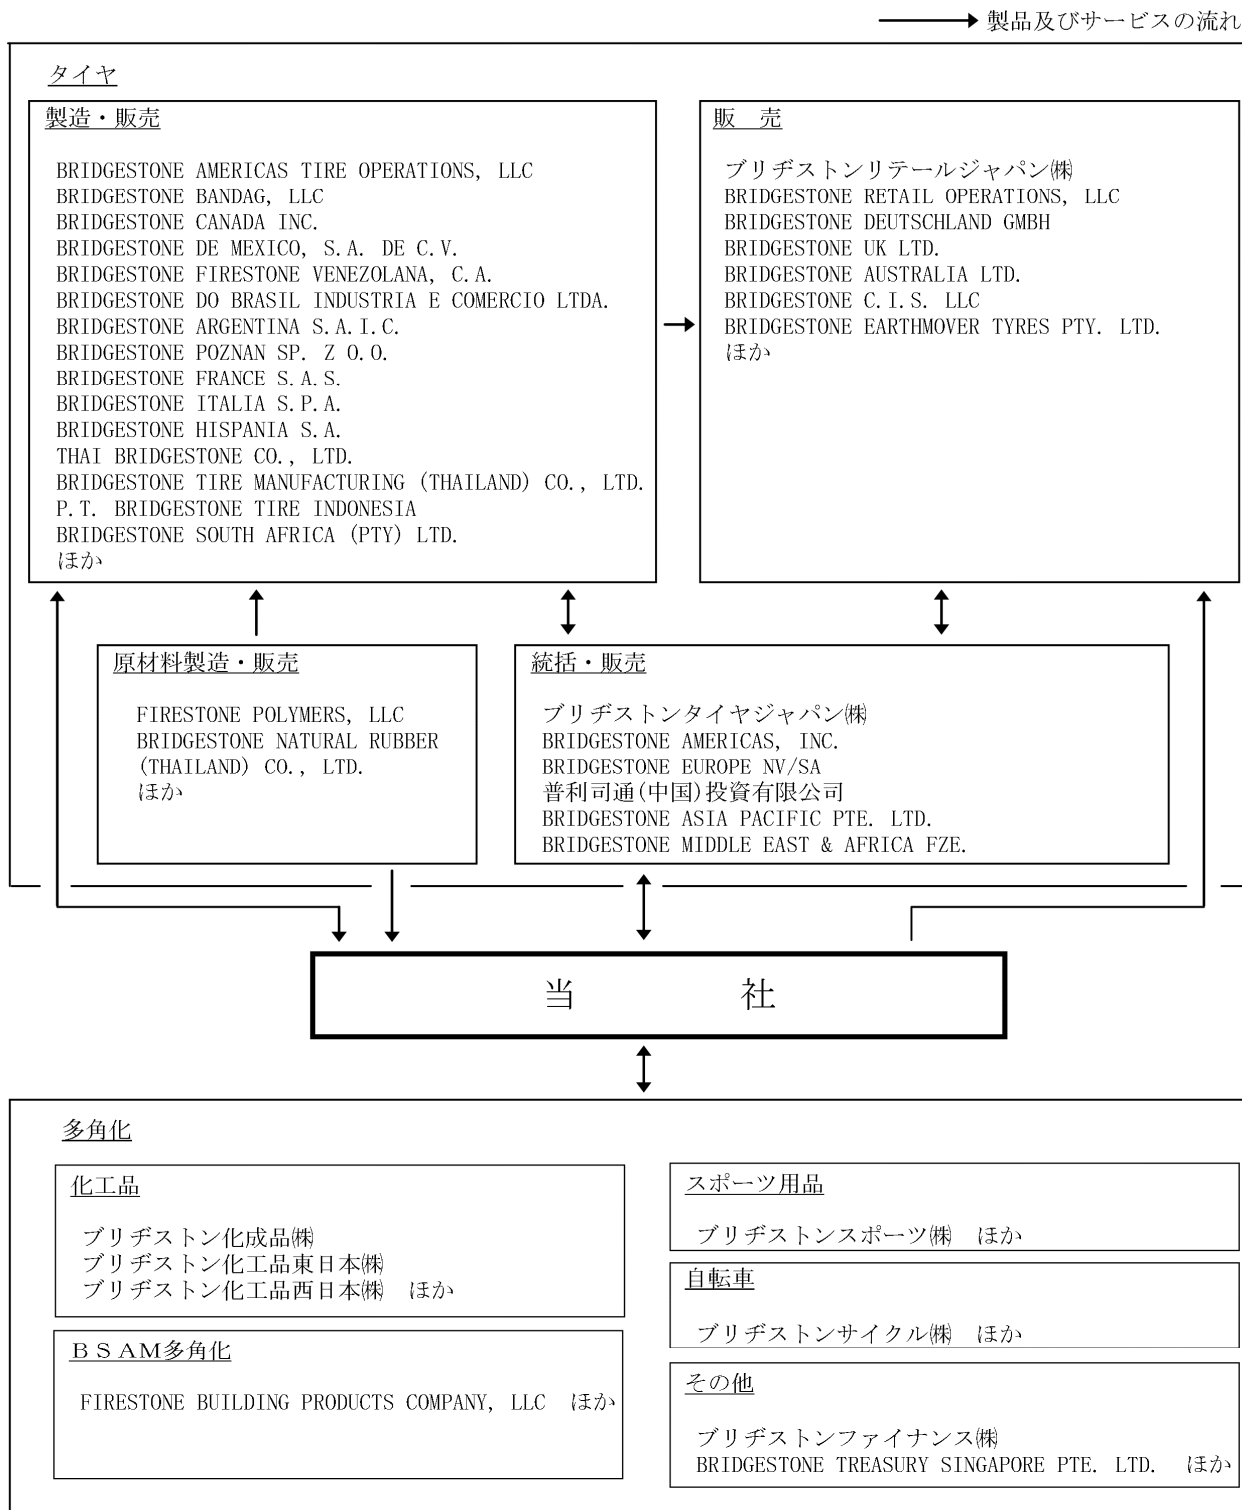 製品及びサービスの流れ
タイヤ
製造・販売
BRIDGESTONE AMERICAS TIRE OPERATIONS, LLC
BRIDGESTONE BANDAG, LLC
BRIDGESTONE CANADA INC.
BRIDGESTONE DE MEXICO, S.A. DE C.V.
BRIDGESTONE FIRESTONE VENEZOLANA, C.A.
BRIDGESTONE DO BRASIL INDUSTRIA E COMERCIO LTDA.
BRIDGESTONE ARGENTINA S.A.I.C.
BRIDGESTONE POZNAN SP. Z O.O.
BRIDGESTONE FRANCE S.A.S.
BRIDGESTONE ITALIA S.P.A.
BRIDGESTONE HISPANIA S.A.
THAI BRIDGESTONE CO., LTD.
BRIDGESTONE TIRE MANUFACTURING (THAILAND) CO., LTD.
P.T. BRIDGESTONE TIRE INDONESIA
BRIDGESTONE SOUTH AFRICA (PTY) LTD.
ほか
販　売
ブリヂストンリテールジャパン㈱
BRIDGESTONE RETAIL OPERATIONS, LLC
BRIDGESTONE DEUTSCHLAND GMBH
BRIDGESTONE UK LTD.
BRIDGESTONE AUSTRALIA LTD.
BRIDGESTONE C.I.S. LLC
BRIDGESTONE EARTHMOVER TYRES PTY. LTD.
ほか
原材料製造・販売
FIRESTONE POLYMERS, LLC
BRIDGESTONE NATURAL RUBBER
(THAILAND) CO., LTD.
ほか
統括・販売
ブリヂストンタイヤジャパン㈱
BRIDGESTONE AMERICAS, INC.
BRIDGESTONE EUROPE NV/SA
普利司通(中国)投資有限公司
BRIDGESTONE ASIA PACIFIC PTE. LTD.
BRIDGESTONE MIDDLE EAST & AFRICA FZE.
当　社
多角化
化工品
ブリヂストン化成品㈱
ブリヂストン化工品東日本㈱
ブリヂストン化工品西日本㈱　ほか
ＢＳＡＭ多角化
FIRESTONE BUILDING PRODUCTS COMPANY, LLC　ほか
スポーツ用品
ブリヂストンスポーツ㈱　ほか
自転車
ブリヂストンサイクル㈱　ほか
その他
ブリヂストンファイナンス㈱
BRIDGESTONE TREASURY SINGAPORE PTE. LTD.　ほか